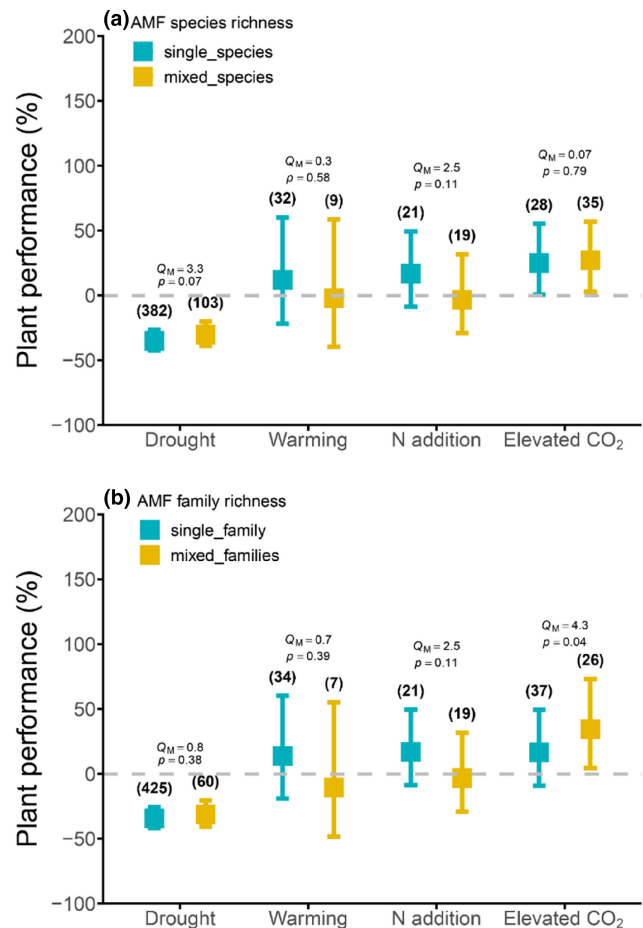 (a) AMF species richness
single_species
mixed_species
Plant performance (%)
200
150
100
50
0
−50
−100
Q_M = 3.3
p = 0.07
(382) (103)
Q_M = 0.3
p = 0.58
(32) (9)
Q_M = 2.5
p = 0.11
(21) (19)
Q_M = 0.07
p = 0.79
(28) (35)
Drought Warming N addition Elevated CO₂
(b) AMF family richness
single_family
mixed_families
Plant performance (%)
200
150
100
50
0
−50
−100
Q_M = 0.8
p = 0.38
(425) (60)
Q_M = 0.7
p = 0.39
(34) (7)
Q_M = 2.5
p = 0.11
(21) (19)
Q_M = 4.3
p = 0.04
(37) (26)
Drought Warming N addition Elevated CO₂